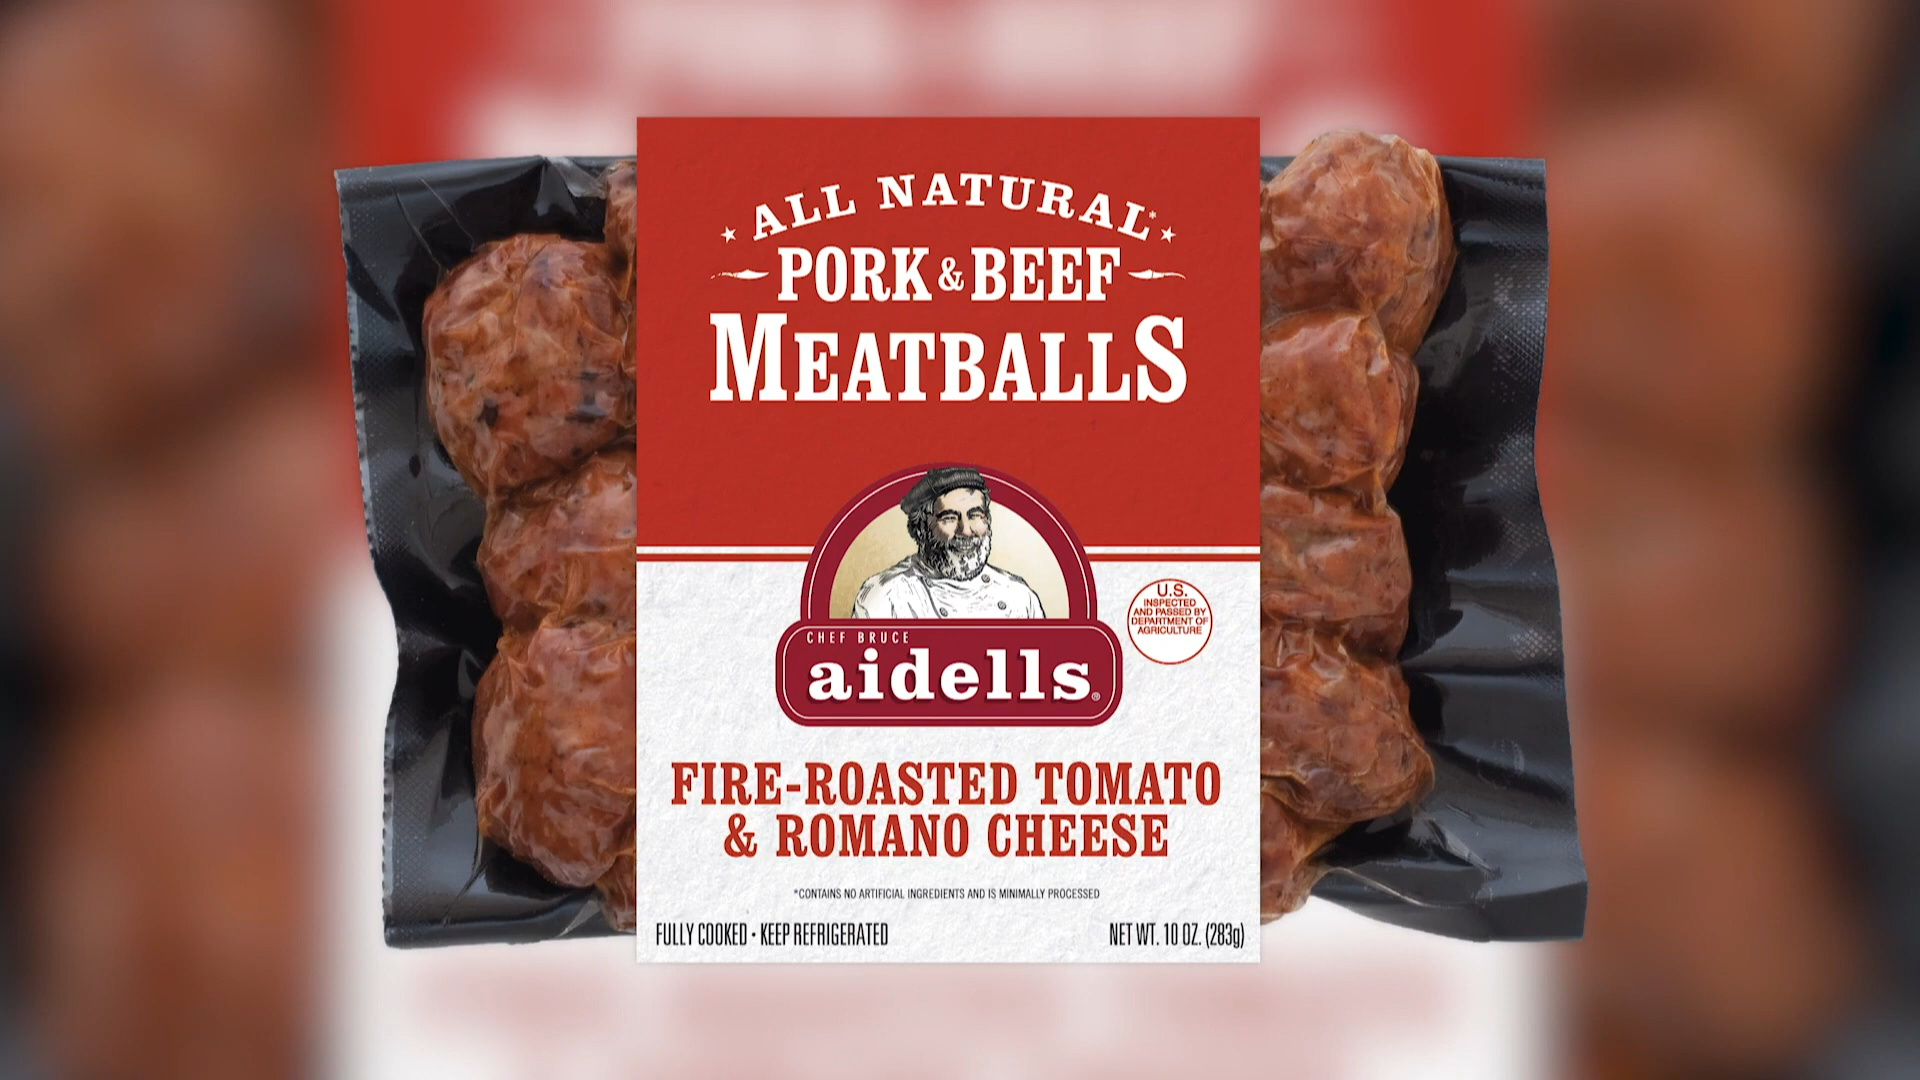 ALL NATURAL*
PORK & BEEF
MEATBALLS
CHEF BRUCE
aidells®
U.S.
INSPECTED
AND PASSED BY
DEPARTMENT OF
AGRICULTURE
FIRE-ROASTED TOMATO
& ROMANO CHEESE
*CONTAINS NO ARTIFICIAL INGREDIENTS AND IS MINIMALLY PROCESSED
FULLY COOKED • KEEP REFRIGERATED
NET WT. 10 OZ. (283g)